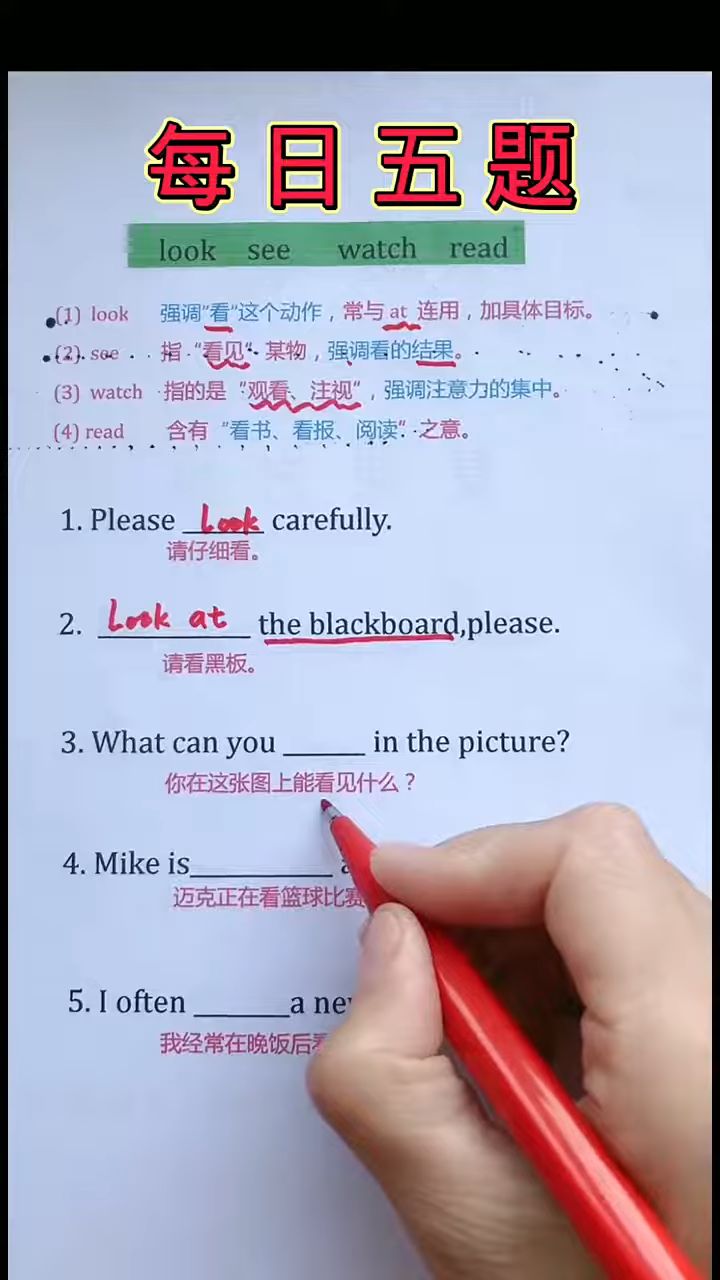 每日五题
look see watch read
(1) look 强调"看"这个动作，常与 at 连用，加具体目标。
(2) see 指"看见"某物，强调看的结果。
(3) watch 指的是"观看、注视"，强调注意力的集中。
(4) read 含有"看书、看报、阅读"之意。
1. Please look carefully.
请仔细看。
2. Look at the blackboard,please.
请看黑板。
3. What can you ______ in the picture?
你在这张图上能看见什么？
4. Mike is__________
迈克正在看篮球比赛
5. I often _______a
我经常在晚饭后看